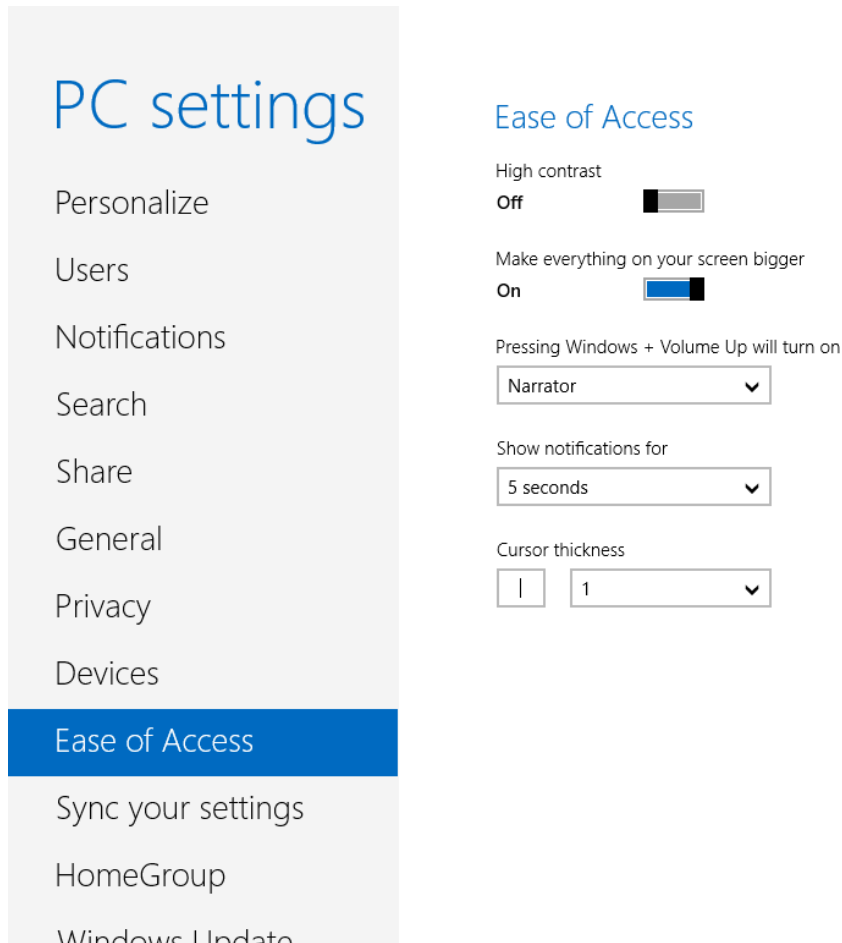 PC settings
Personalize
Users
Notifications
Search
Share
General
Privacy
Devices
Ease of Access
Sync your settings
HomeGroup
Windows Update
Ease of Access
High contrast
Off
Make everything on your screen bigger
On
Pressing Windows + Volume Up will turn on
Narrator
Show notifications for
5 seconds
Cursor thickness
1